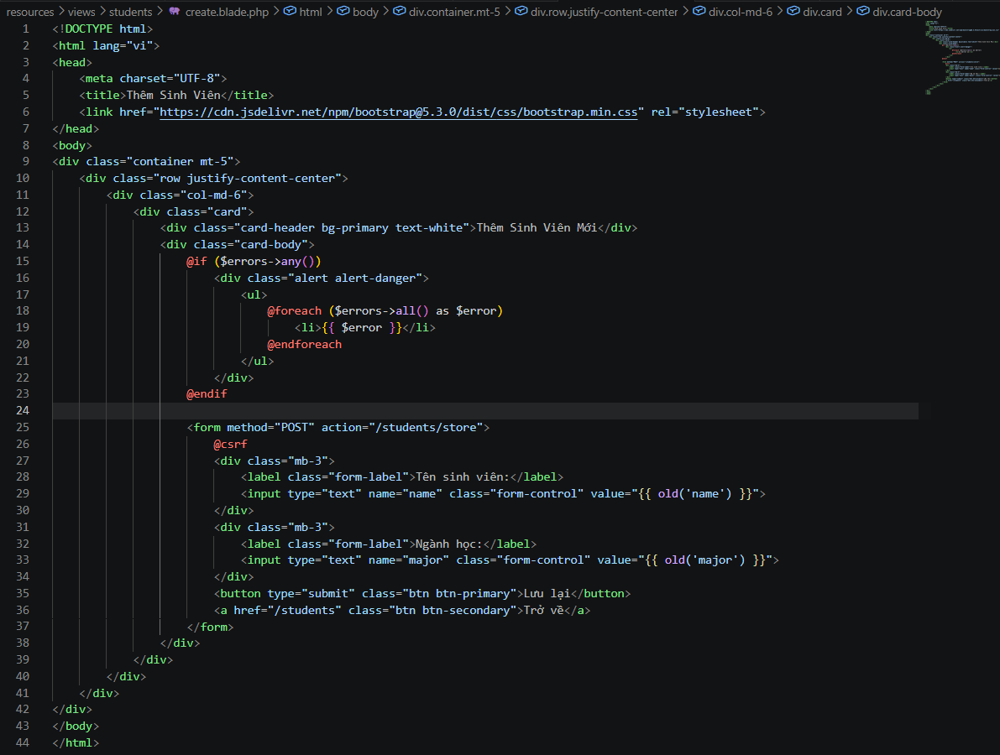 resources > views > students > create.blade.php > html > body > div.container.mt-5 > div.row.justify-content-center > div.col-md-6 > div.card > div.card-body
1 <!DOCTYPE html>
2 <html lang="vi">
3 <head>
4     <meta charset="UTF-8">
5     <title>Thêm Sinh Viên</title>
6     <link href="https://cdn.jsdelivr.net/npm/bootstrap@5.3.0/dist/css/bootstrap.min.css" rel="stylesheet">
7 </head>
8 <body>
9 <div class="container mt-5">
10     <div class="row justify-content-center">
11         <div class="col-md-6">
12             <div class="card">
13                 <div class="card-header bg-primary text-white">Thêm Sinh Viên Mới</div>
14                 <div class="card-body">
15                     @if ($errors->any())
16                         <div class="alert alert-danger">
17                             <ul>
18                                 @foreach ($errors->all() as $error)
19                                     <li>{{ $error }}</li>
20                                 @endforeach
21                             </ul>
22                         </div>
23                     @endif
24
25                     <form method="POST" action="/students/store">
26                         @csrf
27                         <div class="mb-3">
28                             <label class="form-label">Tên sinh viên:</label>
29                             <input type="text" name="name" class="form-control" value="{{ old('name') }}">
30                         </div>
31                         <div class="mb-3">
32                             <label class="form-label">Ngành học:</label>
33                             <input type="text" name="major" class="form-control" value="{{ old('major') }}">
34                         </div>
35                         <button type="submit" class="btn btn-primary">Lưu lại</button>
36                         <a href="/students" class="btn btn-secondary">Trở về</a>
37                     </form>
38                 </div>
39             </div>
40         </div>
41     </div>
42 </div>
43 </body>
44 </html>